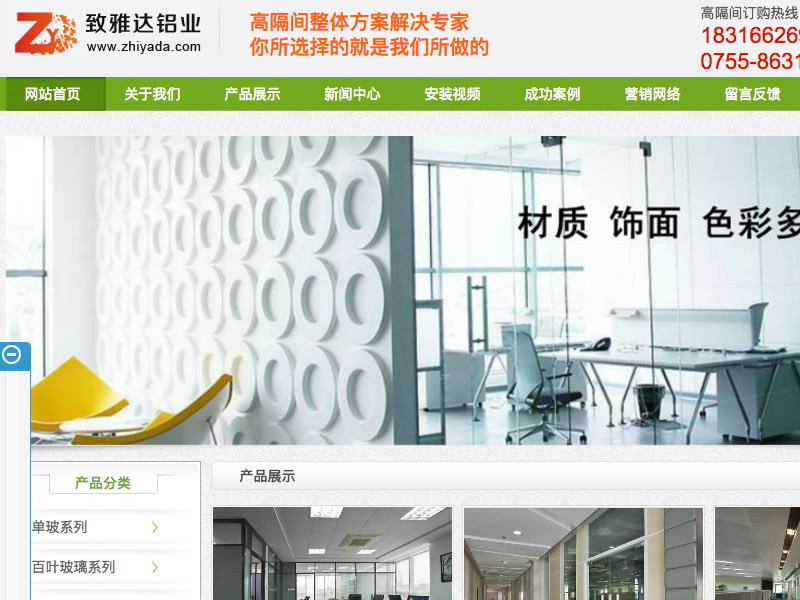 致雅达铝业
www.zhiyada.com
高隔间整体方案解决专家
你所选择的就是我们所做的
高隔间订购热线
183166269
0755-8631
网站首页 关于我们 产品展示 新闻中心 安装视频 成功案例 营销网络 留言反馈
材质 饰面 色彩多
产品分类
产品展示
单玻系列
百叶玻璃系列